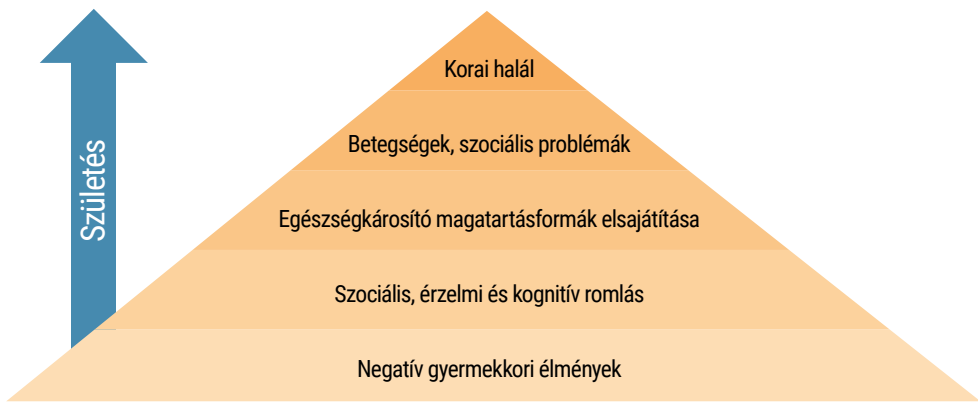 Születés
Korai halál
Betegségek, szociális problémák
Egészségkárosító magatartásformák elsajátítása
Szociális, érzelmi és kognitív romlás
Negatív gyermekkori élmények